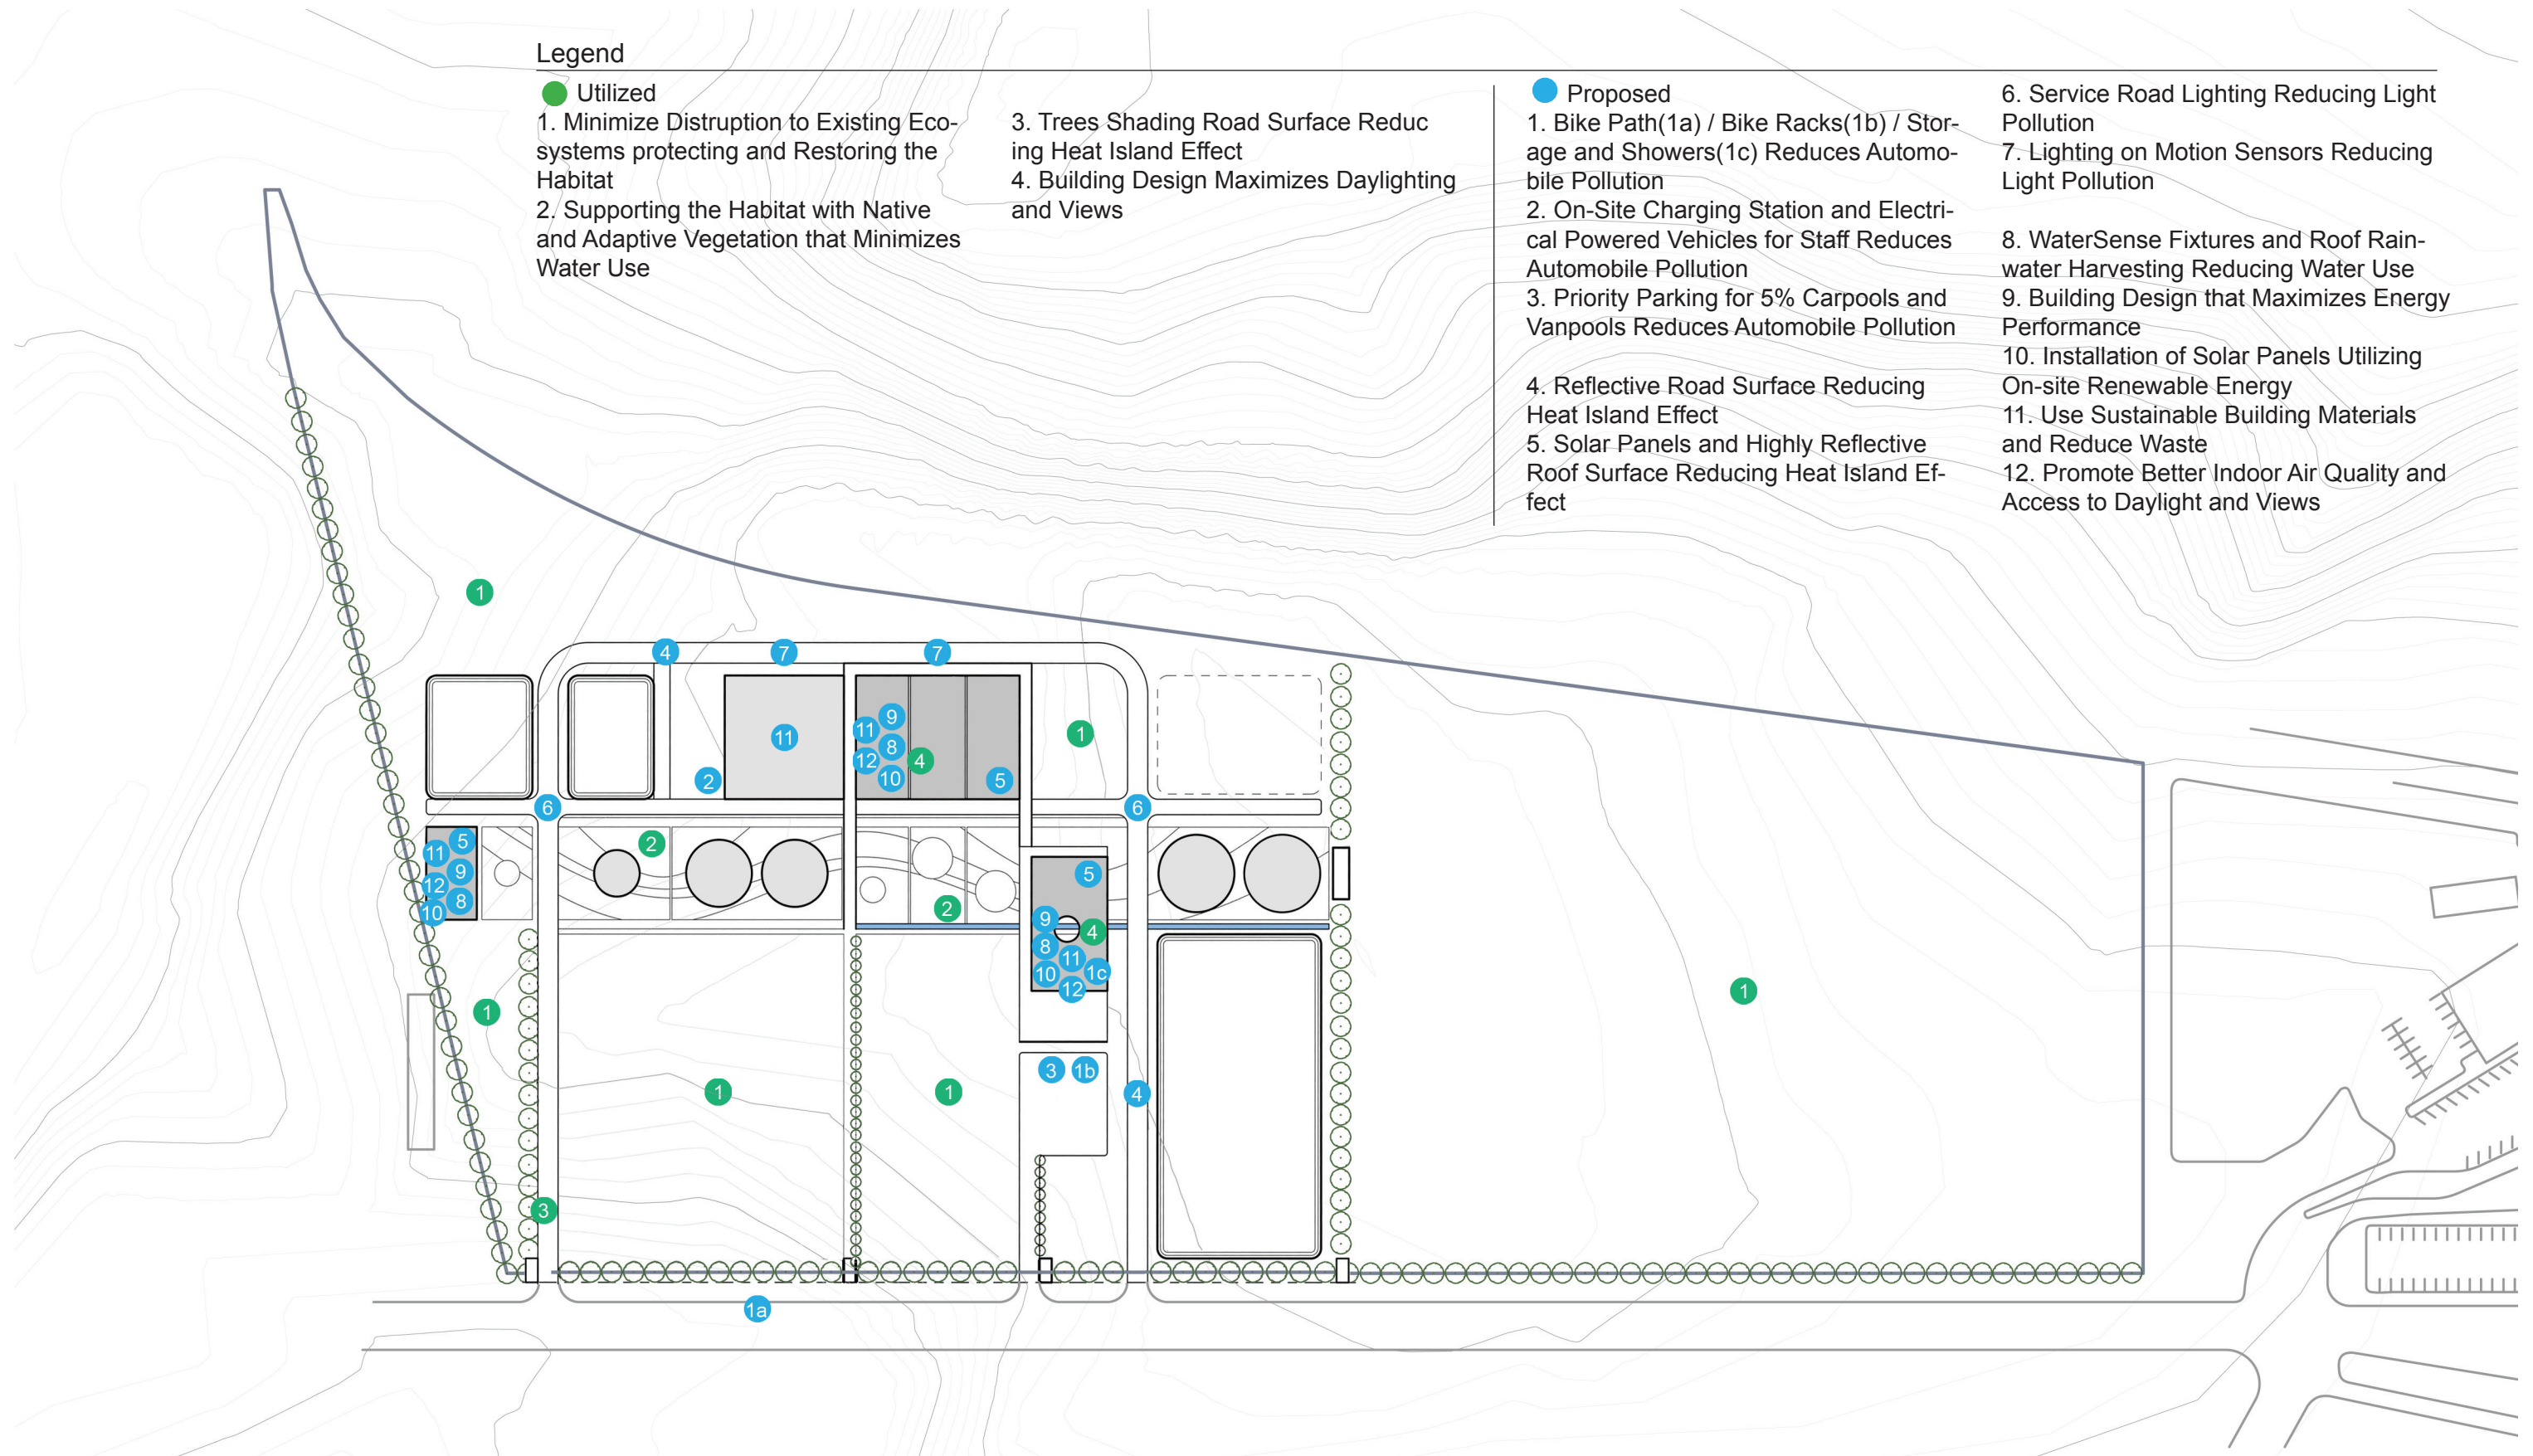 Legend
Utilized
1. Minimize Distruption to Existing Eco-
systems protecting and Restoring the
Habitat
2. Supporting the Habitat with Native
and Adaptive Vegetation that Minimizes
Water Use
3. Trees Shading Road Surface Reduc
ing Heat Island Effect
4. Building Design Maximizes Daylighting
and Views
Proposed
1. Bike Path(1a) / Bike Racks(1b) / Stor-
age and Showers(1c) Reduces Automo-
bile Pollution
2. On-Site Charging Station and Electri-
cal Powered Vehicles for Staff Reduces
Automobile Pollution
3. Priority Parking for 5% Carpools and
Vanpools Reduces Automobile Pollution
4. Reflective Road Surface Reducing
Heat Island Effect
5. Solar Panels and Highly Reflective
Roof Surface Reducing Heat Island Ef-
fect
6. Service Road Lighting Reducing Light
Pollution
7. Lighting on Motion Sensors Reducing
Light Pollution
8. WaterSense Fixtures and Roof Rain-
water Harvesting Reducing Water Use
9. Building Design that Maximizes Energy
Performance
10. Installation of Solar Panels Utilizing
On-site Renewable Energy
11. Use Sustainable Building Materials
and Reduce Waste
12. Promote Better Indoor Air Quality and
Access to Daylight and Views
1
4
7
7
9
11
11
8
1
12
4
10
2
5
6
6
5
2
11
9
5
12
8
2
10
9
4
8
11
10
1c
12
1
1
3
1b
1
1
4
3
1a